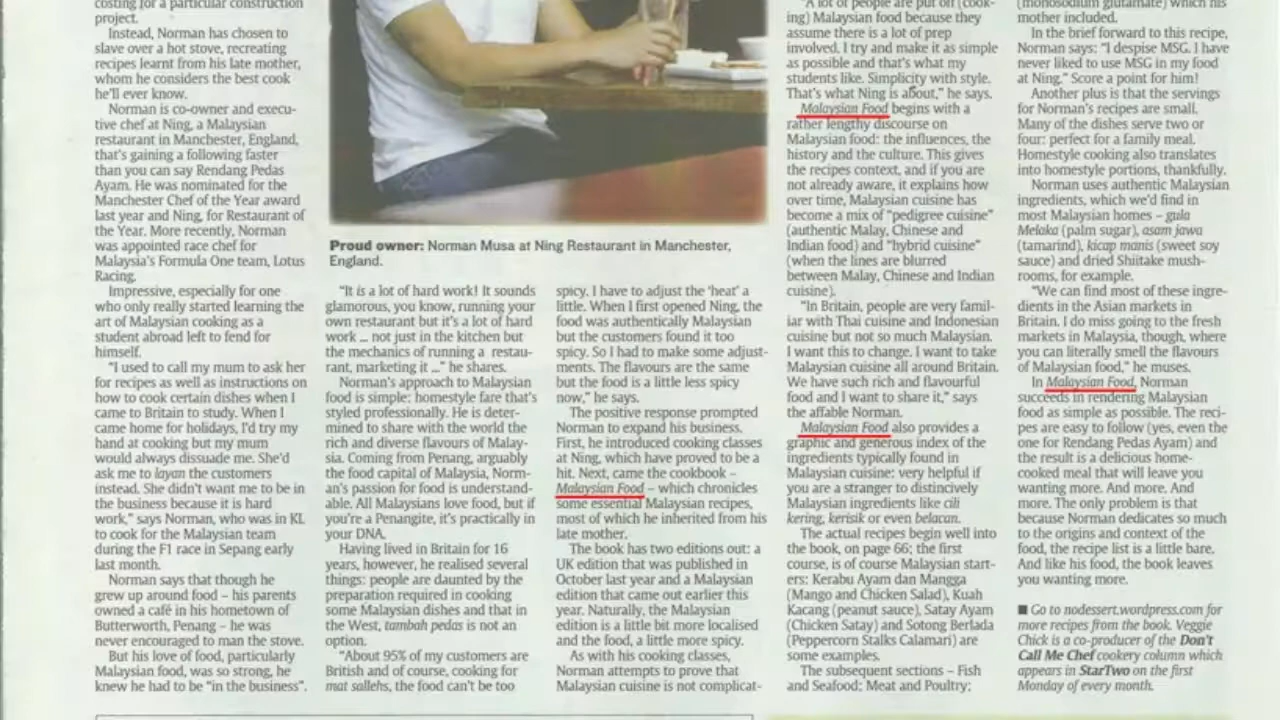 costing for a particular construction
project.
Instead, Norman has chosen to
slave over a hot stove, recreating
recipes learnt from his late mother,
whom he considers the best cook
he'll ever know.
Norman is co-owner and execu-
tive chef at Ning, a Malaysian
restaurant in Manchester, England,
that's gaining a following faster
than you can say Rendang Pedas
Ayam. He was nominated for the
Manchester Chef of the Year award
last year and Ning, for Restaurant of
the Year. More recently, Norman
was appointed race chef for
Malaysia's Formula One team, Lotus
Racing.
Impressive, especially for one
who only really started learning the
art of Malaysian cooking as a
student abroad left to fend for
himself.
"I used to call my mum to ask her
for recipes as well as instructions on
how to cook certain dishes when I
came to Britain to study. When I
came home for holidays, I'd try my
hand at cooking but my mum
would always dissuade me. She'd
ask me to layan the customers
instead. She didn't want me to be in
the business because it is hard
work," says Norman, who was in KL
to cook for the Malaysian team
during the F1 race in Sepang early
last month.
Norman says that though he
grew up around food – his parents
owned a café in his hometown of
Butterworth, Penang – he was
never encouraged to man the stove.
But his love of food, particularly
Malaysian food, was so strong, he
knew he had to be "in the business".
Proud owner: Norman Musa at Ning Restaurant in Manchester,
England.
"It is a lot of hard work! It sounds
glamorous, you know, running your
own restaurant but it's a lot of hard
work ... not just in the kitchen but
the mechanics of running a restau-
rant, marketing it ..." he shares.
Norman's approach to Malaysian
food is simple: homestyle fare that's
styled professionally. He is deter-
mined to share with the world the
rich and diverse flavours of Malay-
sia. Coming from Penang, arguably
the food capital of Malaysia, Norm-
an's passion for food is understand-
able. All Malaysians love food, but if
you're a Penangite, it's practically in
your DNA.
Having lived in Britain for 16
years, however, he realised several
things: people are daunted by the
preparation required in cooking
some Malaysian dishes and that in
the West, tambah pedas is not an
option.
"About 95% of my customers are
British and of course, cooking for
mat sallehs, the food can't be too
spicy. I have to adjust the 'heat' a
little. When I first opened Ning, the
food was authentically Malaysian
but the customers found it too
spicy. So I had to make some adjust-
ments. The flavours are the same
but the food is a little less spicy
now," he says.
The positive response prompted
Norman to expand his business.
First, he introduced cooking classes
at Ning, which have proved to be a
hit. Next, came the cookbook –
Malaysian Food – which chronicles
some essential Malaysian recipes,
most of which he inherited from his
late mother.
The book has two editions out: a
UK edition that was published in
October last year and a Malaysian
edition that came out earlier this
year. Naturally, the Malaysian
edition is a little bit more localised
and the food, a little more spicy.
As with his cooking classes,
Norman attempts to prove that
Malaysian cuisine is not complicat-
"A lot of people are put off (cook-
ing) Malaysian food because they
assume there is a lot of prep
involved. I try and make it as simple
as possible and that's what my
students like. Simplicity with style.
That's what Ning is about," he says.
Malaysian Food begins with a
rather lengthy discourse on
Malaysian food: the influences, the
history and the culture. This gives
the recipes context, and if you are
not already aware, it explains how
over time, Malaysian cuisine has
become a mix of "pedigree cuisine"
(authentic Malay, Chinese and
Indian food) and "hybrid cuisine"
(when the lines are blurred
between Malay, Chinese and Indian
cuisine).
"In Britain, people are very famil-
iar with Thai cuisine and Indonesian
cuisine but not so much Malaysian.
I want this to change. I want to take
Malaysian cuisine all around Britain.
We have such rich and flavourful
food and I want to share it," says
the affable Norman.
Malaysian Food also provides a
graphic and generous index of the
ingredients typically found in
Malaysian cuisine: very helpful if
you are a stranger to distinctively
Malaysian ingredients like cili
kering, kerisik or even belacan.
The actual recipes begin well into
the book, on page 66; the first
course, is of course Malaysian start-
ers: Kerabu Ayam dan Mangga
(Mango and Chicken Salad), Kuah
Kacang (peanut sauce), Satay Ayam
(Chicken Satay) and Sotong Berlada
(Peppercorn Stalks Calamari) are
some examples.
The subsequent sections – Fish
and Seafood; Meat and Poultry;
(monosodium glutamate) which his
mother included.
In the brief forward to this recipe,
Norman says: "I despise MSG. I have
never liked to use MSG in my food
at Ning." Score a point for him!
Another plus is that the servings
for Norman's recipes are small.
Many of the dishes serve two or
four: perfect for a family meal.
Homestyle cooking also translates
into homestyle portions, thankfully.
Norman uses authentic Malaysian
ingredients, which we'd find in
most Malaysian homes – gula
Melaka (palm sugar), asam jawa
(tamarind), kicap manis (sweet soy
sauce) and dried Shiitake mush-
rooms, for example.
"We can find most of these ingre-
dients in the Asian markets in
Britain. I do miss going to the fresh
markets in Malaysia, though, where
you can literally smell the flavours
of Malaysian food," he muses.
In Malaysian Food, Norman
succeeds in rendering Malaysian
food as simple as possible. The reci-
pes are easy to follow (yes, even the
one for Rendang Pedas Ayam) and
the result is a delicious home-
cooked meal that will leave you
wanting more. And more. And
more. The only problem is that
because Norman dedicates so much
to the origins and context of the
food, the recipe list is a little bare.
And like his food, the book leaves
you wanting more.
■ Go to nodessert.wordpress.com for
more recipes from the book. Veggie
Chick is a co-producer of the Don't
Call Me Chef cookery column which
appears in StarTwo on the first
Monday of every month.